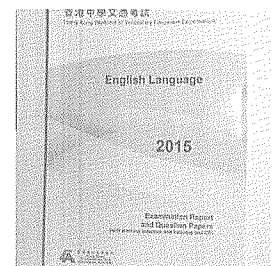 香港中學文憑考試
Hong Kong Diploma of Secondary Education Examination
English Language
2015
Examination Report
and Question Papers